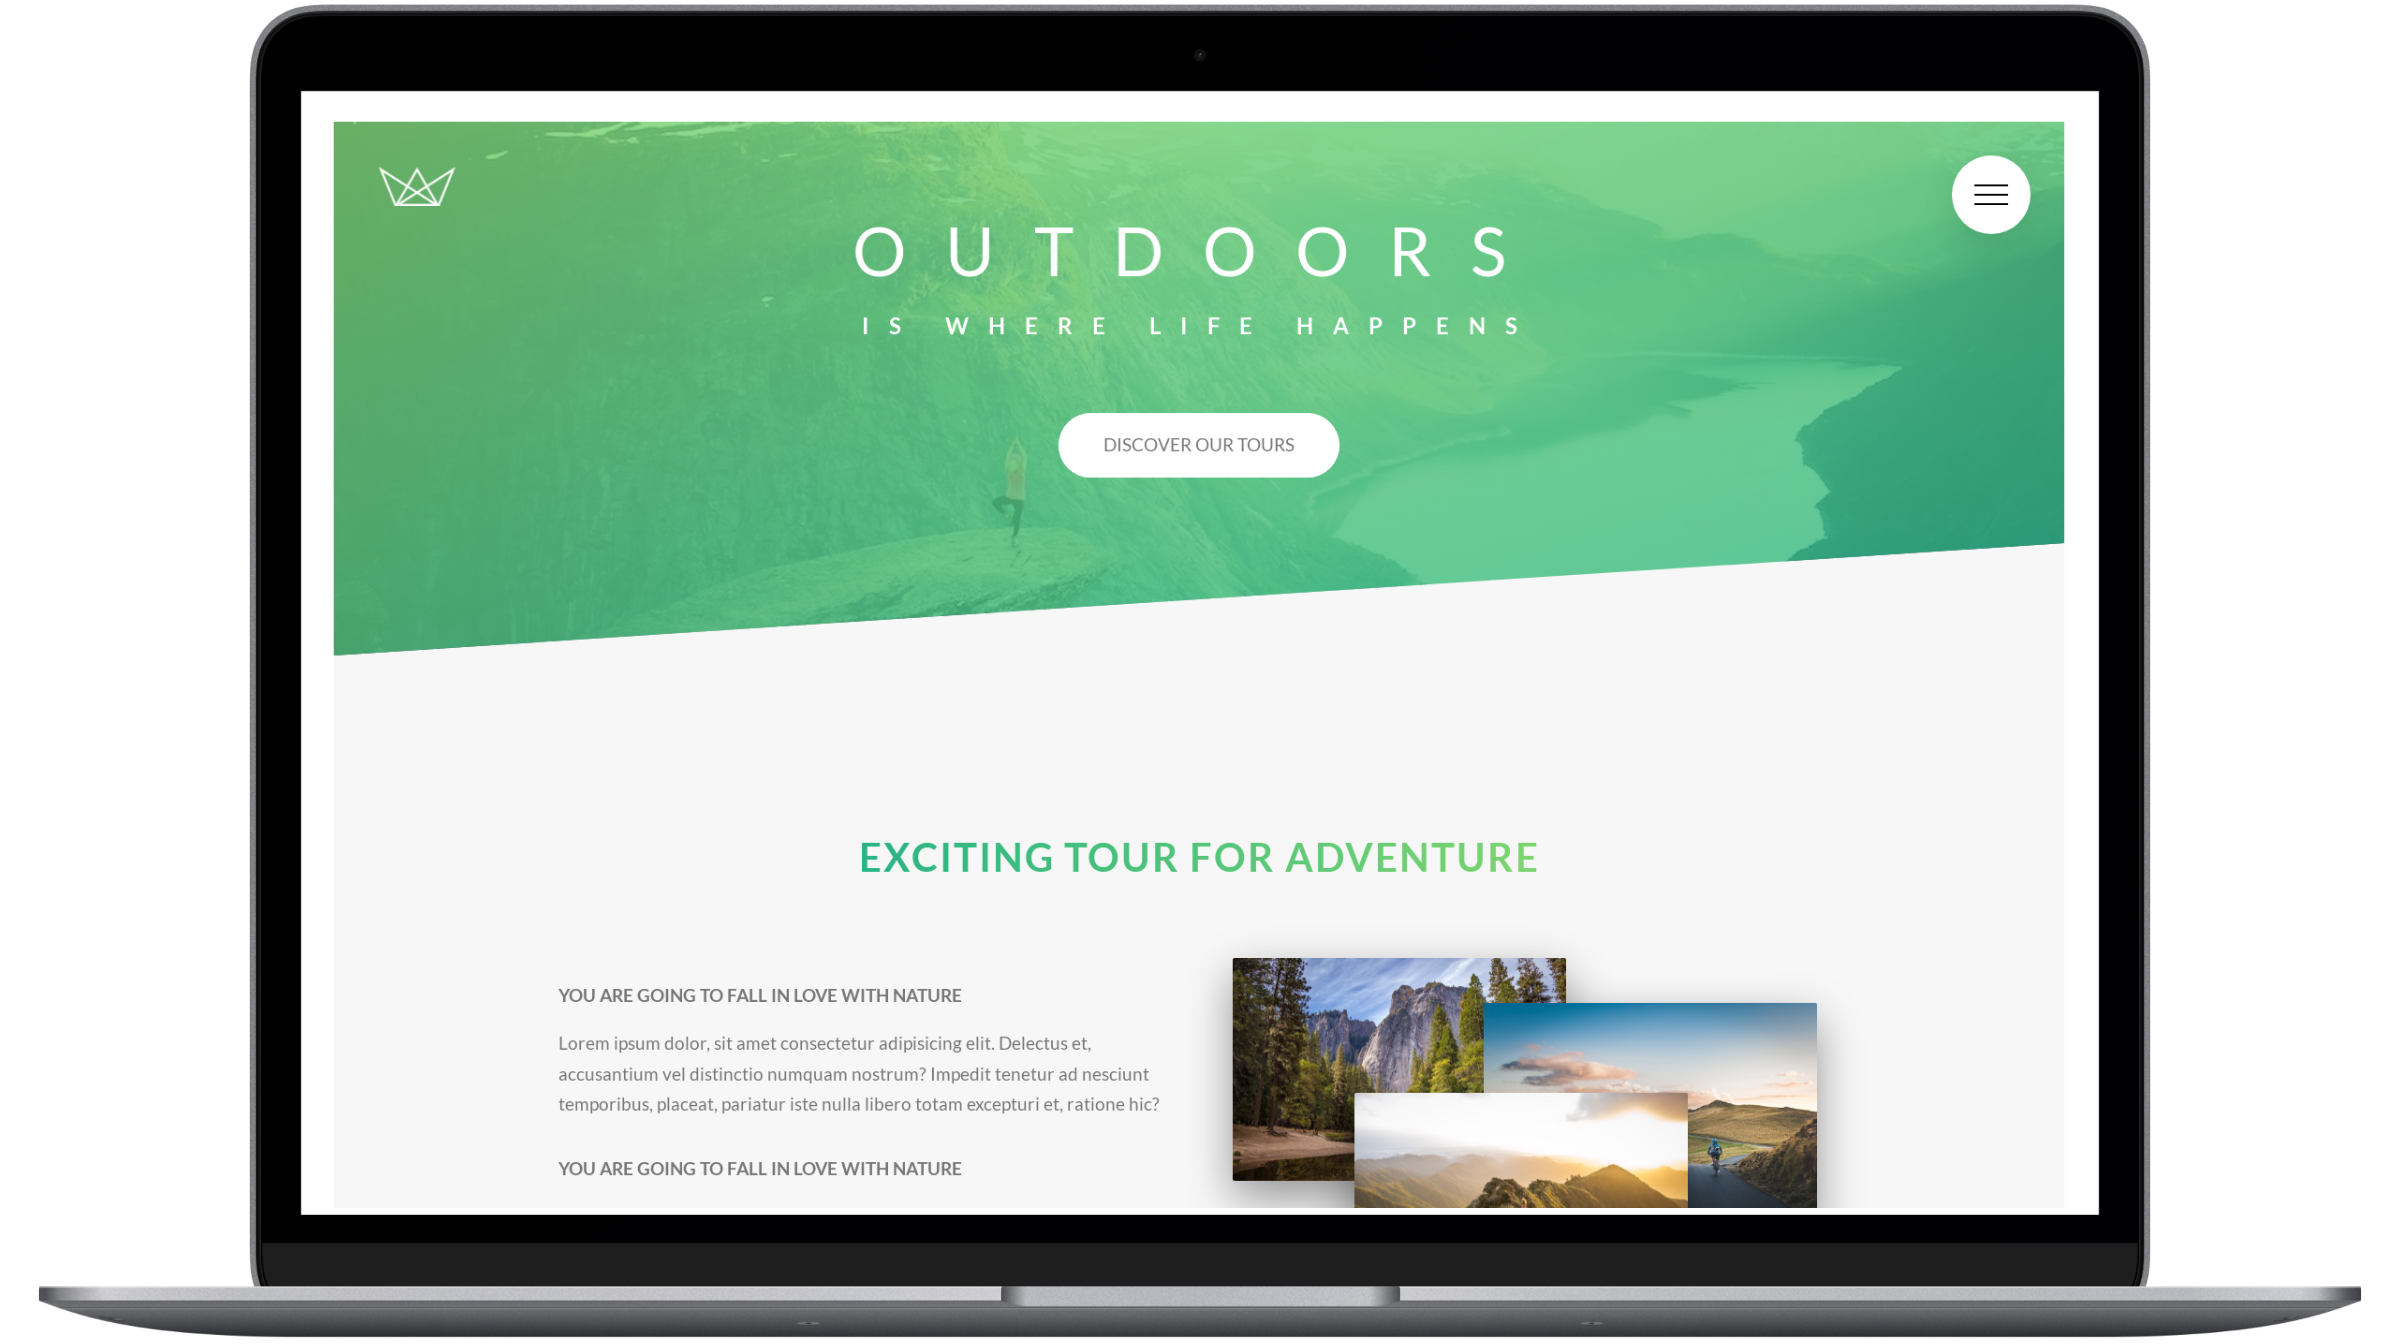 OUTDOORS
IS WHERE LIFE HAPPENS
DISCOVER OUR TOURS
EXCITING TOUR FOR ADVENTURE
YOU ARE GOING TO FALL IN LOVE WITH NATURE
Lorem ipsum dolor, sit amet consectetur adipisicing elit. Delectus et,
accusantium vel distinctio numquam nostrum? Impedit tenetur ad nesciunt
temporibus, placeat, pariatur iste nulla libero totam excepturi et, ratione hic?
YOU ARE GOING TO FALL IN LOVE WITH NATURE